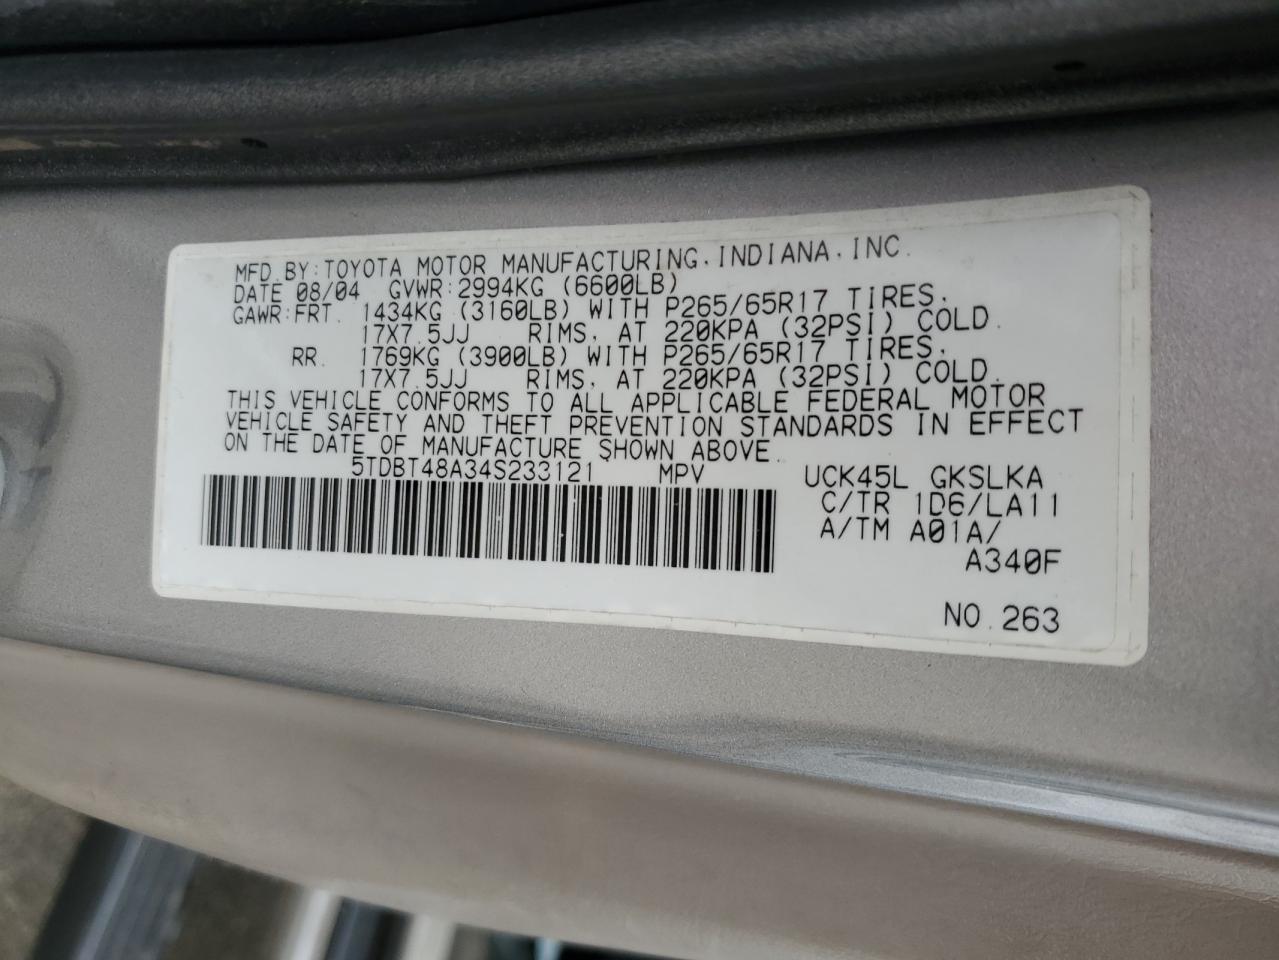 MFD. BY: TOYOTA MOTOR MANUFACTURING, INDIANA, INC.
DATE 08/04 GVWR: 2994KG (6600LB)
GAWR: FRT. 1434KG (3160LB) WITH P265/65R17 TIRES,
17X7.5JJ RIMS, AT 220KPA (32PSI) COLD.
RR. 1769KG (3900LB) WITH P265/65R17 TIRES,
17X7.5JJ RIMS, AT 220KPA (32PSI) COLD.
THIS VEHICLE CONFORMS TO ALL APPLICABLE FEDERAL MOTOR
VEHICLE SAFETY AND THEFT PREVENTION STANDARDS IN EFFECT
ON THE DATE OF MANUFACTURE SHOWN ABOVE.
5TDBT48A34S233121 MPV UCK45L GKSLKA
C/TR 1D6/LA11
A/TM A01A/
A340F
NO. 263